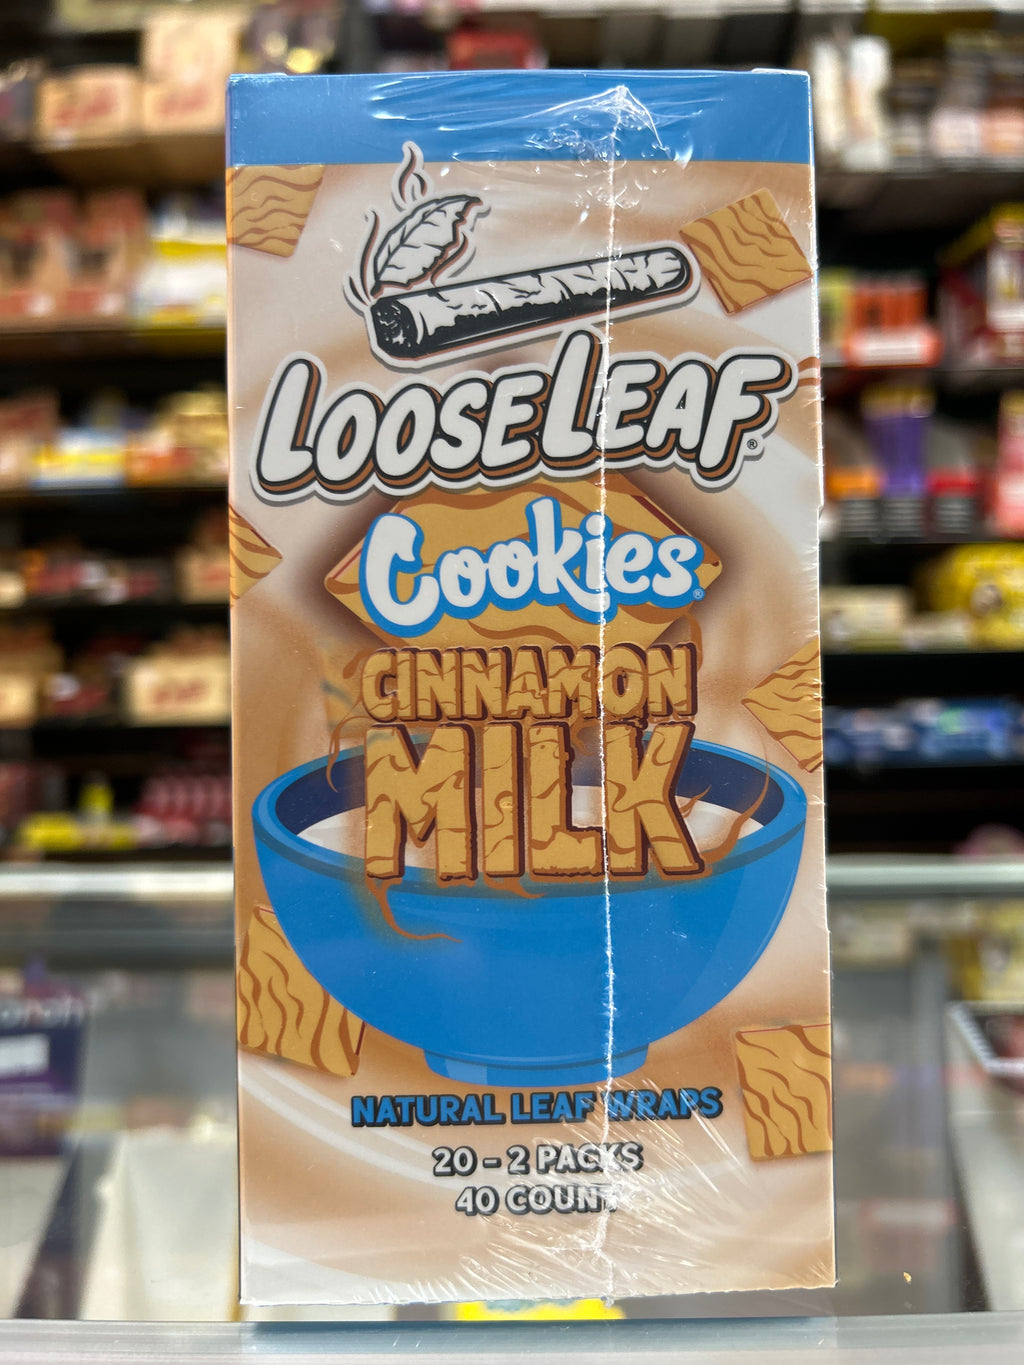 LOOSELEAF®
Cookies®
CINNAMON
MILK
NATURAL LEAF WRAPS
20 - 2 PACKS
40 COUNT